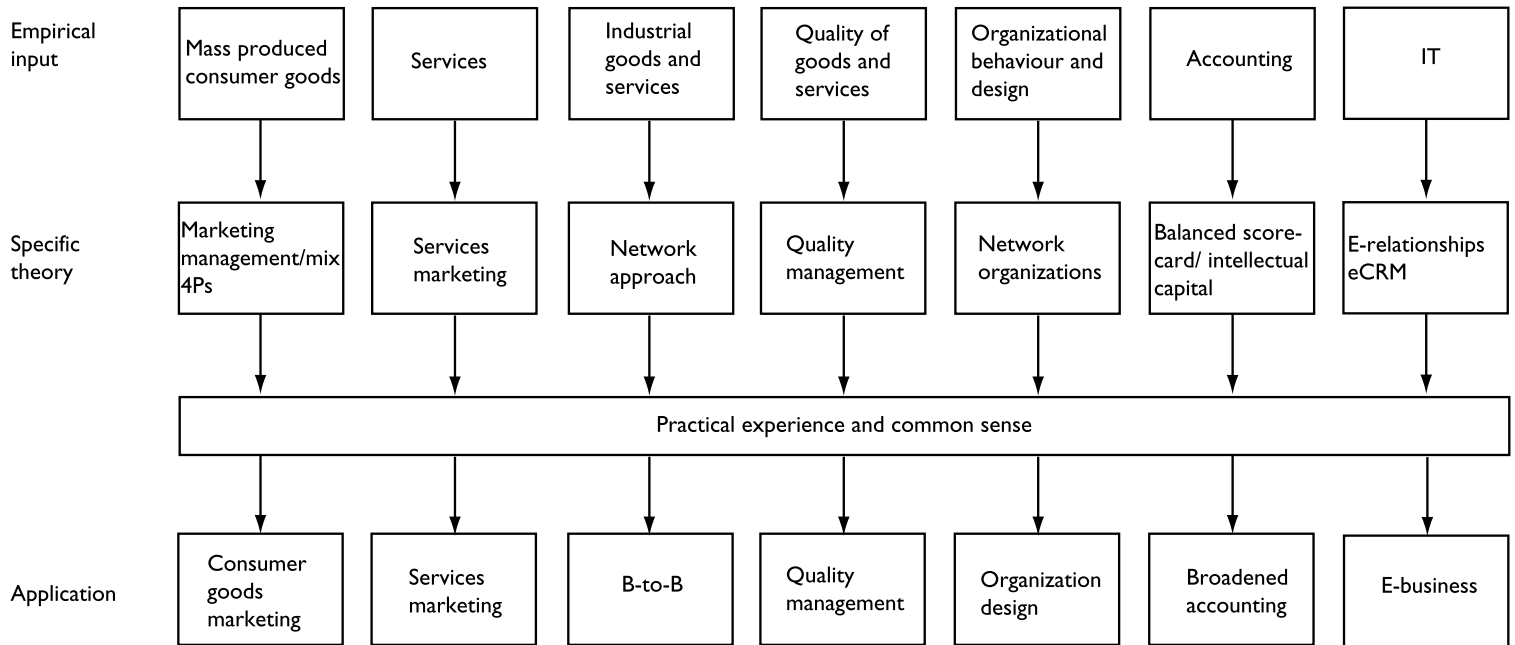 Empirical
input
Mass produced
consumer goods
Services
Industrial
goods and
services
Quality of
goods and
services
Organizational
behaviour and
design
Accounting
IT
Specific
theory
Marketing
management/mix
4Ps
Services
marketing
Network
approach
Quality
management
Network
organizations
Balanced score-
card/ intellectual
capital
E-relationships
eCRM
Practical experience and common sense
Application
Consumer
goods
marketing
Services
marketing
B-to-B
Quality
management
Organization
design
Broadened
accounting
E-business